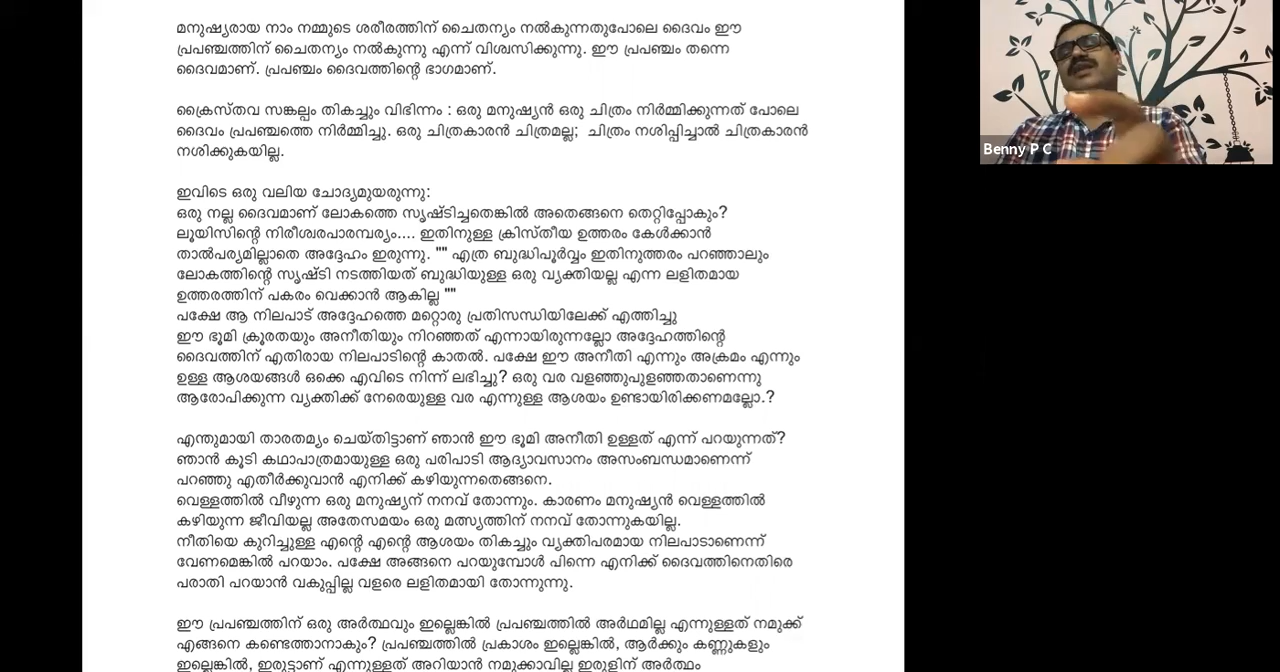 മനുഷ്യരായ നാം നമ്മുടെ ശരീരത്തിന് ചൈതന്യം നൽകുന്നതുപോലെ ദൈവം ഈ
പ്രപഞ്ചത്തിന് ചൈതന്യം നൽകുന്നു എന്ന് വിശ്വസിക്കുന്നു. ഈ പ്രപഞ്ചം തന്നെ
ദൈവമാണ്. പ്രപഞ്ചം ദൈവത്തിന്റെ ഭാഗമാണ്.
ക്രൈസ്തവ സങ്കല്പം തികച്ചും വിഭിന്നം : ഒരു മനുഷ്യൻ ഒരു ചിത്രം നിർമ്മിക്കുന്നത് പോലെ
ദൈവം പ്രപഞ്ചത്തെ നിർമ്മിച്ചു. ഒരു ചിത്രകാരൻ ചിത്രമല്ല; ചിത്രം നശിപ്പിച്ചാൽ ചിത്രകാരൻ
നശിക്കുകയില്ല.
ഇവിടെ ഒരു വലിയ ചോദ്യമുയരുന്നു:
ഒരു നല്ല ദൈവമാണ് ലോകത്തെ സൃഷ്ടിച്ചതെങ്കിൽ അതെങ്ങനെ തെറ്റിപ്പോകും?
ലൂയിസിന്റെ നിരീശ്വരപാരമ്പര്യം.... ഇതിനുള്ള ക്രിസ്തീയ ഉത്തരം കേൾക്കാൻ
താൽപര്യമില്ലാതെ അദ്ദേഹം ഇരുന്നു. "" എത്ര ബുദ്ധിപൂർവ്വം ഇതിനുത്തരം പറഞ്ഞാലും
ലോകത്തിന്റെ സൃഷ്ടി നടത്തിയത് ബുദ്ധിയുള്ള ഒരു വ്യക്തിയല്ല എന്ന ലളിതമായ
ഉത്തരത്തിന് പകരം വെക്കാൻ ആകില്ല ""
പക്ഷേ ആ നിലപാട് അദ്ദേഹത്തെ മറ്റൊരു പ്രതിസന്ധിയിലേക്ക് എത്തിച്ചു
ഈ ഭൂമി ക്രൂരതയും അനീതിയും നിറഞ്ഞത് എന്നായിരുന്നല്ലോ അദ്ദേഹത്തിന്റെ
ദൈവത്തിന് എതിരായ നിലപാടിന്റെ കാതൽ. പക്ഷേ ഈ അനീതി എന്നും അക്രമം എന്നും
ഉള്ള ആശയങ്ങൾ ഒക്കെ എവിടെ നിന്ന് ലഭിച്ചു? ഒരു വര വളഞ്ഞുപുളഞ്ഞതാണെന്നു
ആരോപിക്കുന്ന വ്യക്തിക്ക് നേരെയുള്ള വര എന്നുള്ള ആശയം ഉണ്ടായിരിക്കണമല്ലോ.?
എന്തുമായി താരതമ്യം ചെയ്തിട്ടാണ് ഞാൻ ഈ ഭൂമി അനീതി ഉള്ളത് എന്ന് പറയുന്നത്?
ഞാൻ കൂടി കഥാപാത്രമായുള്ള ഒരു പരിപാടി ആദ്യാവസാനം അസംബന്ധമാണെന്ന്
പറഞ്ഞു എതിർക്കുവാൻ എനിക്ക് കഴിയുന്നതെങ്ങനെ.
വെള്ളത്തിൽ വീഴുന്ന ഒരു മനുഷ്യന് നനവ് തോന്നും. കാരണം മനുഷ്യൻ വെള്ളത്തിൽ
കഴിയുന്ന ജീവിയല്ല അതേസമയം ഒരു മത്സ്യത്തിന് നനവ് തോന്നുകയില്ല.
നീതിയെ കുറിച്ചുള്ള എന്റെ എന്റെ ആശയം തികച്ചും വ്യക്തിപരമായ നിലപാടാണെന്ന്
വേണമെങ്കിൽ പറയാം. പക്ഷേ അങ്ങനെ പറയുമ്പോൾ പിന്നെ എനിക്ക് ദൈവത്തിനെതിരെ
പരാതി പറയാൻ വകുപ്പില്ല വളരെ ലളിതമായി തോന്നുന്നു.
ഈ പ്രപഞ്ചത്തിന് ഒരു അർത്ഥവും ഇല്ലെങ്കിൽ പ്രപഞ്ചത്തിൽ അർഥമില്ല എന്നുള്ളത് നമുക്ക്
എങ്ങനെ കണ്ടെത്താനാകും? പ്രപഞ്ചത്തിൽ പ്രകാശം ഇല്ലെങ്കിൽ, ആർക്കും കണ്ണുകളും
ഇല്ലെങ്കിൽ, ഇരുട്ടാണ് എന്നുള്ളത് അറിയാൻ നമുക്കാവില്ല ഇരുളിന് അർത്ഥം
Benny P C